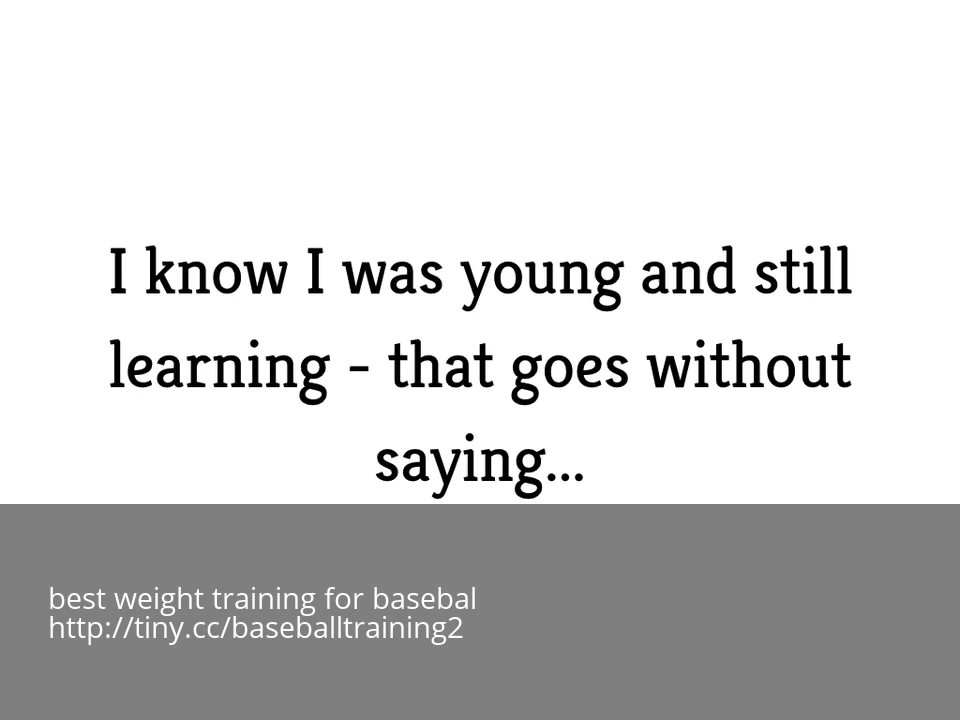 I know I was young and still
learning - that goes without
saying...
best weight training for basebal
http://tiny.cc/baseballtraining2